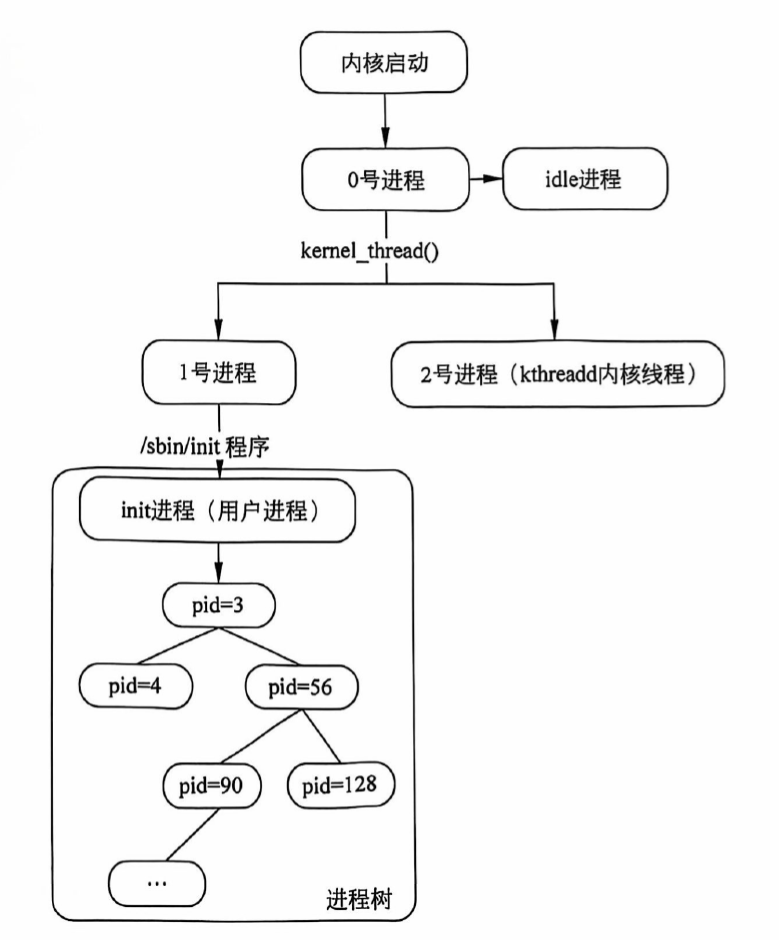 内核启动
0号进程
idle进程
kernel_thread()
1号进程
2号进程（kthreadd内核线程）
/sbin/init 程序
init进程（用户进程）
pid=3
pid=4
pid=56
pid=90
pid=128
...
进程树